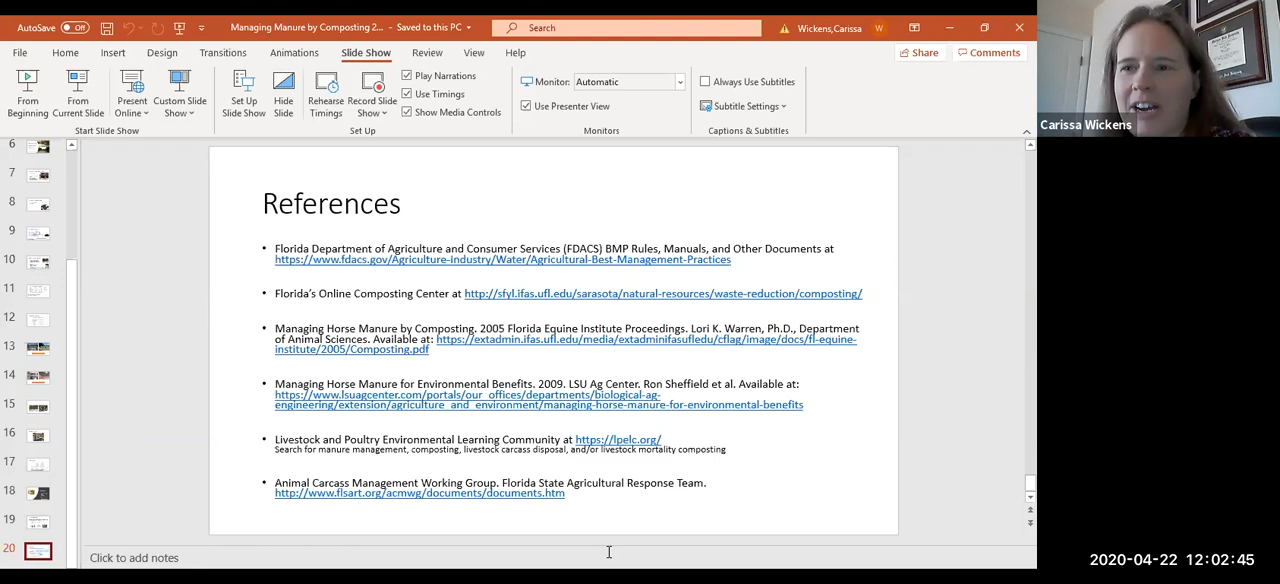 AutoSave Off Managing Manure by Composting 2... - Saved to this PC Search Wickens,Carissa W
File Home Insert Design Transitions Animations Slide Show Review View Help Share Comments
From Beginning
From Current Slide
Present Online
Custom Slide Show
Set Up Slide Show
Hide Slide
Rehearse Timings
Record Slide Show
Play Narrations
Use Timings
Show Media Controls
Monitor: Automatic
Use Presenter View
Always Use Subtitles
Subtitle Settings
Start Slide Show Set Up Monitors Captions & Subtitles
Carissa Wickens
6
7
8
9
10
11
12
13
14
15
16
17
18
19
20
References
• Florida Department of Agriculture and Consumer Services (FDACS) BMP Rules, Manuals, and Other Documents at
https://www.fdacs.gov/Agriculture-Industry/Water/Agricultural-Best-Management-Practices
• Florida's Online Composting Center at http://sfyl.ifas.ufl.edu/sarasota/natural-resources/waste-reduction/composting/
• Managing Horse Manure by Composting. 2005 Florida Equine Institute Proceedings. Lori K. Warren, Ph.D., Department
of Animal Sciences. Available at: https://extadmin.ifas.ufl.edu/media/extadminifasufledu/cflag/image/docs/fl-equine-
institute/2005/Composting.pdf
• Managing Horse Manure for Environmental Benefits. 2009. LSU Ag Center. Ron Sheffield et al. Available at:
https://www.lsuagcenter.com/portals/our_offices/departments/biological-ag-
engineering/extension/agriculture_and_environment/managing-horse-manure-for-environmental-benefits
• Livestock and Poultry Environmental Learning Community at https://lpelc.org/
Search for manure management, composting, livestock carcass disposal, and/or livestock mortality composting
• Animal Carcass Management Working Group. Florida State Agricultural Response Team.
http://www.flsart.org/acmwg/documents/documents.htm
Click to add notes
2020-04-22 12:02:45